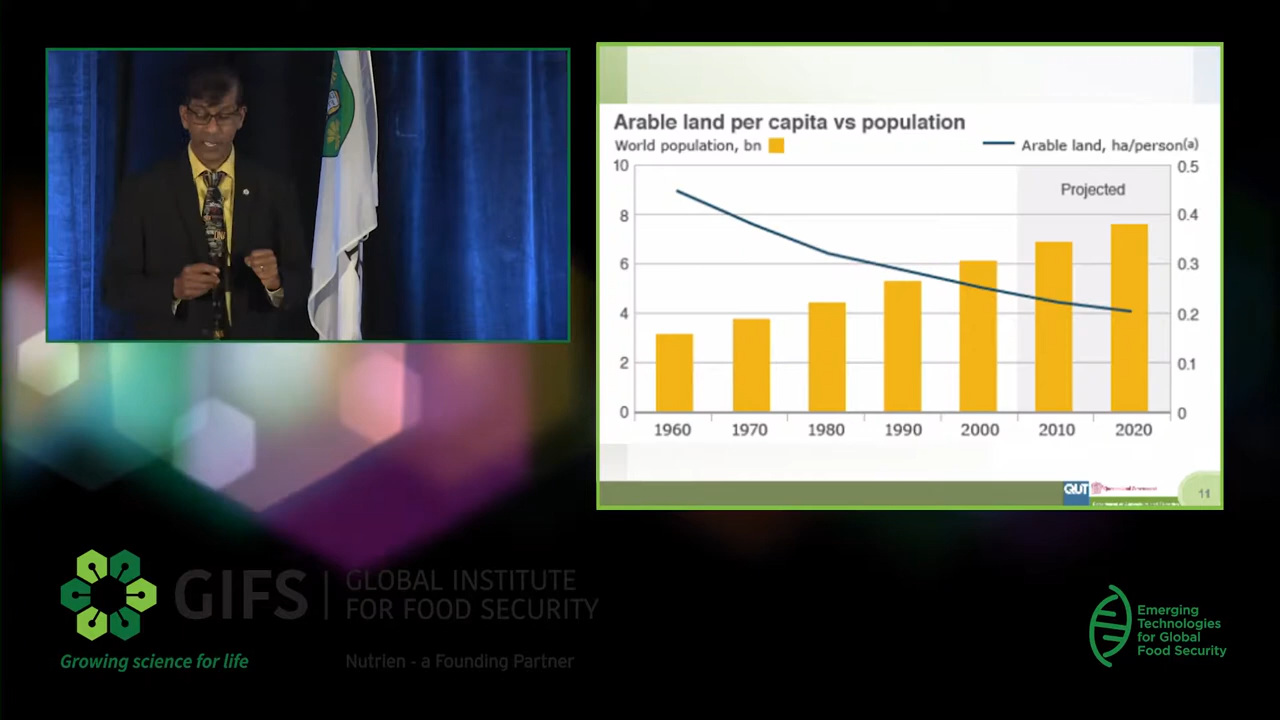 Arable land per capita vs population
World population, bn
Arable land, ha/person(a)
10
8
6
4
2
0
0.5
0.4
0.3
0.2
0.1
0
Projected
1960 1970 1980 1990 2000 2010 2020
QUT
11
GIFS
GLOBAL INSTITUTE
FOR FOOD SECURITY
Growing science for life
Nutrien - a Founding Partner
Emerging
Technologies
for Global
Food Security